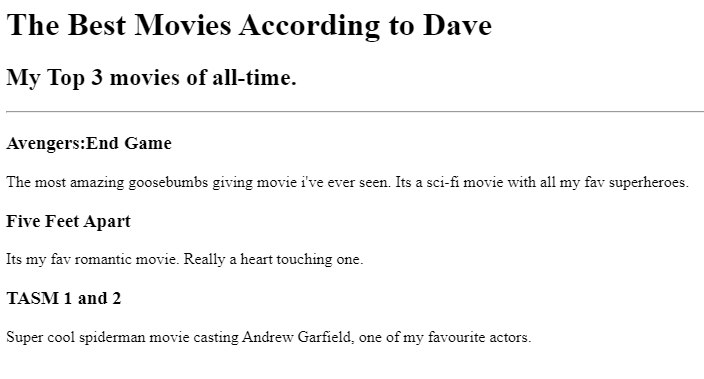 The Best Movies According to Dave
My Top 3 movies of all-time.
Avengers:End Game
The most amazing goosebumbs giving movie i've ever seen. Its a sci-fi movie with all my fav superheroes.
Five Feet Apart
Its my fav romantic movie. Really a heart touching one.
TASM 1 and 2
Super cool spiderman movie casting Andrew Garfield, one of my favourite actors.